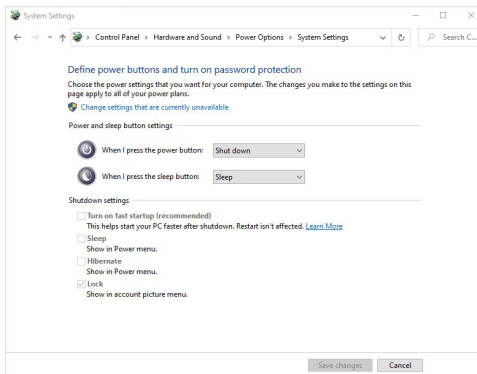 System Settings
Control Panel > Hardware and Sound > Power Options > System Settings
Search C...
Define power buttons and turn on password protection
Choose the power settings that you want for your computer. The changes you make to the settings on this
page apply to all of your power plans.
Change settings that are currently unavailable
Power and sleep button settings
When I press the power button: Shut down
When I press the sleep button: Sleep
Shutdown settings
Turn on fast startup (recommended)
This helps start your PC faster after shutdown. Restart isn't affected. Learn More
Sleep
Show in Power menu.
Hibernate
Show in Power menu.
Lock
Show in account picture menu.
Save changes Cancel